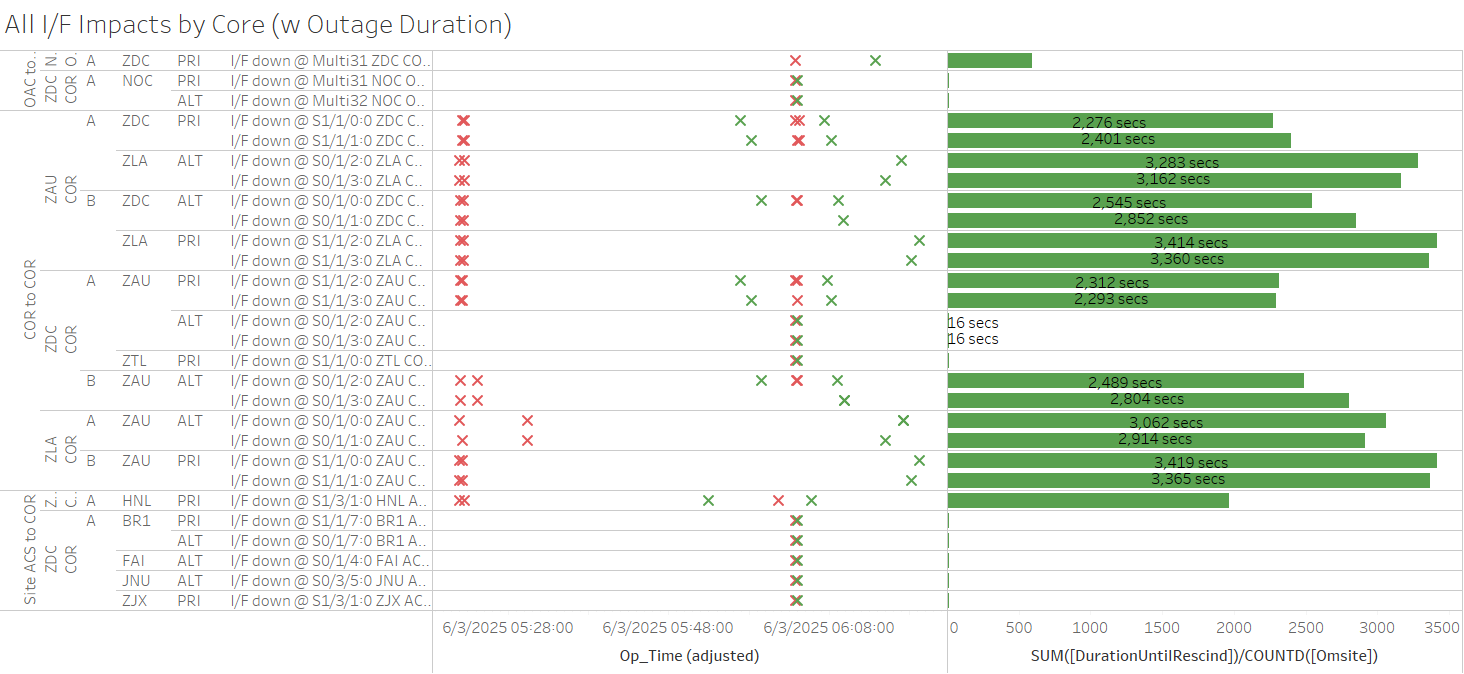 All I/F Impacts by Core (w Outage Duration)
OAC to.. ZDC N.. COR O.. A ZDC PRI I/F down @ Multi31 ZDC CO..
A NOC PRI I/F down @ Multi31 NOC O..
ALT I/F down @ Multi32 NOC O..
COR to COR ZAU COR A ZDC PRI I/F down @ S1/1/0:0 ZDC C.. 2,276 secs
I/F down @ S1/1/1:0 ZDC C.. 2,401 secs
ZLA ALT I/F down @ S0/1/2:0 ZLA C.. 3,283 secs
I/F down @ S0/1/3:0 ZLA C.. 3,162 secs
B ZDC ALT I/F down @ S0/1/0:0 ZDC C.. 2,545 secs
I/F down @ S0/1/1:0 ZDC C.. 2,852 secs
ZLA PRI I/F down @ S1/1/2:0 ZLA C.. 3,414 secs
I/F down @ S1/1/3:0 ZLA C.. 3,360 secs
ZDC COR A ZAU PRI I/F down @ S1/1/2:0 ZAU C.. 2,312 secs
I/F down @ S1/1/3:0 ZAU C.. 2,293 secs
ALT I/F down @ S0/1/2:0 ZAU C.. 16 secs
I/F down @ S0/1/3:0 ZAU C.. 16 secs
ZTL PRI I/F down @ S1/1/0:0 ZTL CO..
B ZAU ALT I/F down @ S0/1/2:0 ZAU C.. 2,489 secs
I/F down @ S0/1/3:0 ZAU C.. 2,804 secs
ZLA COR A ZAU ALT I/F down @ S0/1/0:0 ZAU C.. 3,062 secs
I/F down @ S0/1/1:0 ZAU C.. 2,914 secs
B ZAU PRI I/F down @ S1/1/0:0 ZAU C.. 3,419 secs
I/F down @ S1/1/1:0 ZAU C.. 3,365 secs
Site ACS to COR Z.. C.. A HNL PRI I/F down @ S1/3/1:0 HNL A..
ZDC COR A BR1 PRI I/F down @ S1/1/7:0 BR1 A..
ALT I/F down @ S0/1/7:0 BR1 A..
FAI ALT I/F down @ S0/1/4:0 FAI AC..
JNU ALT I/F down @ S0/3/5:0 JNU A..
ZJX PRI I/F down @ S1/3/1:0 ZJX AC..
6/3/2025 05:28:00 6/3/2025 05:48:00 6/3/2025 06:08:00 0 500 1000 1500 2000 2500 3000 3500
Op_Time (adjusted) SUM([DurationUntilRescind])/COUNTD([Omsite])